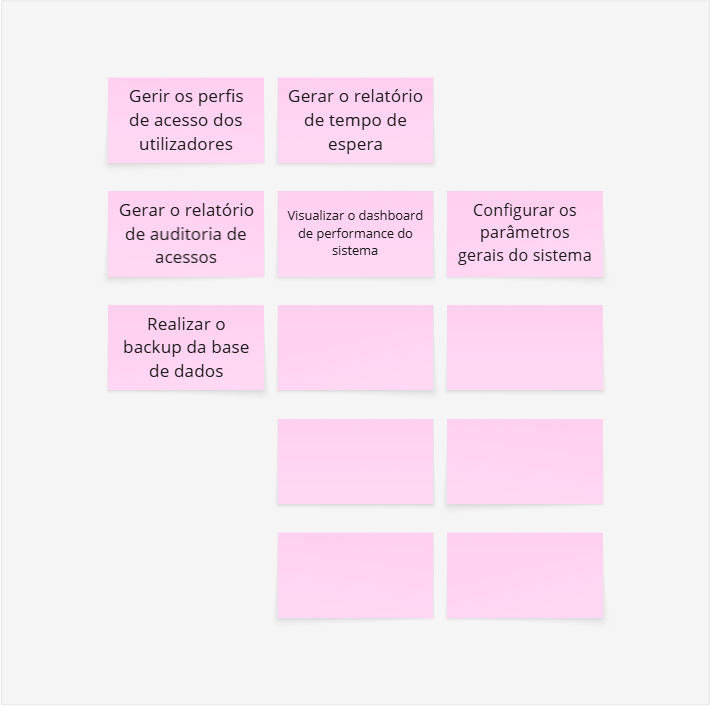 Gerir os perfis
de acesso dos
utilizadores
Gerar o relatório
de tempo de
espera
Gerar o relatório
de auditoria de
acessos
Visualizar o dashboard
de performance do
sistema
Configurar os
parâmetros
gerais do sistema
Realizar o
backup da base
de dados